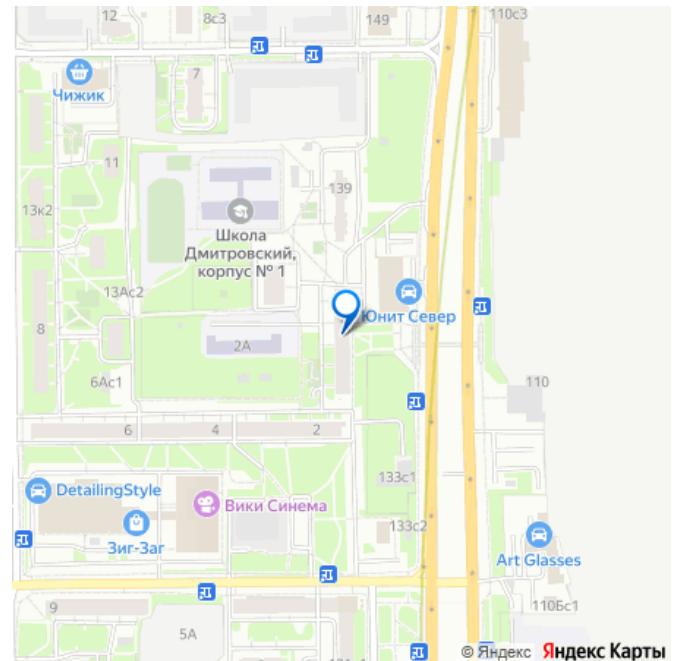 12
8с3
149
110с3
7
Чижик
11
139
13к2
Школа
Дмитровский,
корпус № 1
13Ас2
Юнит Север
8
2А
6Ас1
110
6
4
2
133с1
DetailingStyle
Вики Синема
133с2
Зиг-Заг
Art Glasses
9
110Бс1
5А
© Яндекс Яндекс Карты